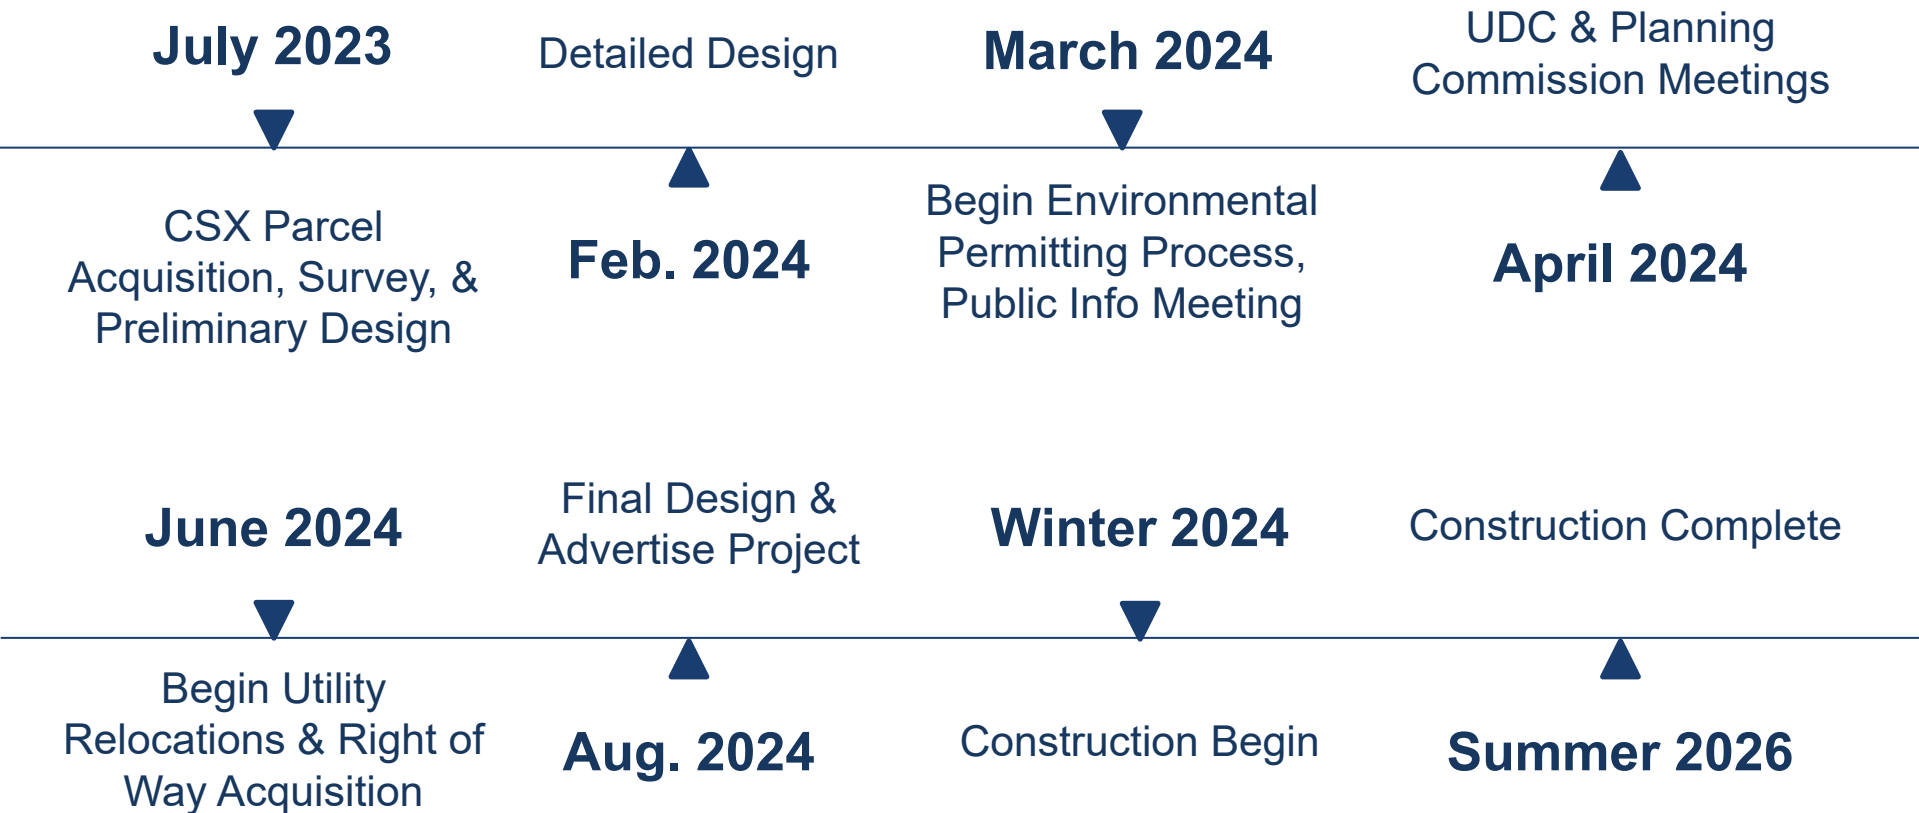 July 2023
CSX Parcel
Acquisition, Survey, &
Preliminary Design
Detailed Design
Feb. 2024
March 2024
Begin Environmental
Permitting Process,
Public Info Meeting
UDC & Planning
Commission Meetings
April 2024
June 2024
Begin Utility
Relocations & Right of
Way Acquisition
Final Design &
Advertise Project
Aug. 2024
Winter 2024
Construction Begin
Construction Complete
Summer 2026